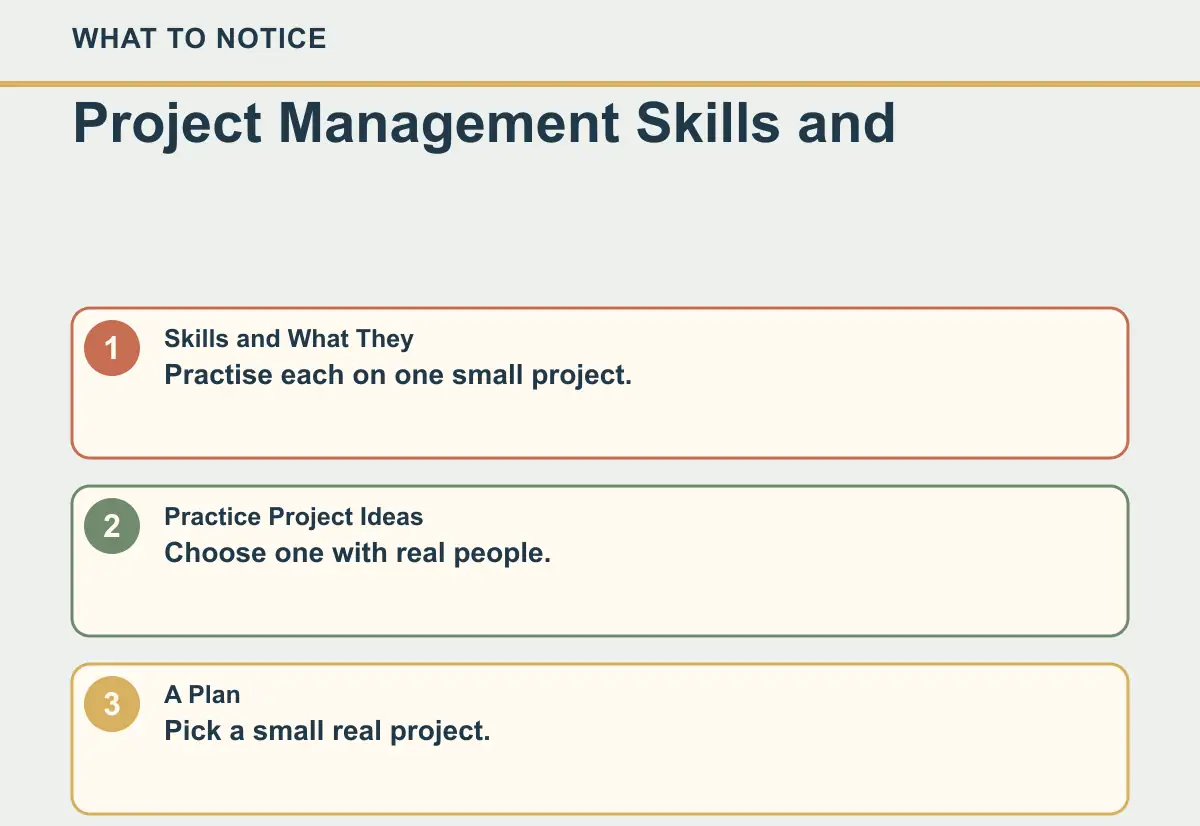 WHAT TO NOTICE
Project Management Skills and
1
Skills and What They
Practise each on one small project.
2
Practice Project Ideas
Choose one with real people.
3
A Plan
Pick a small real project.